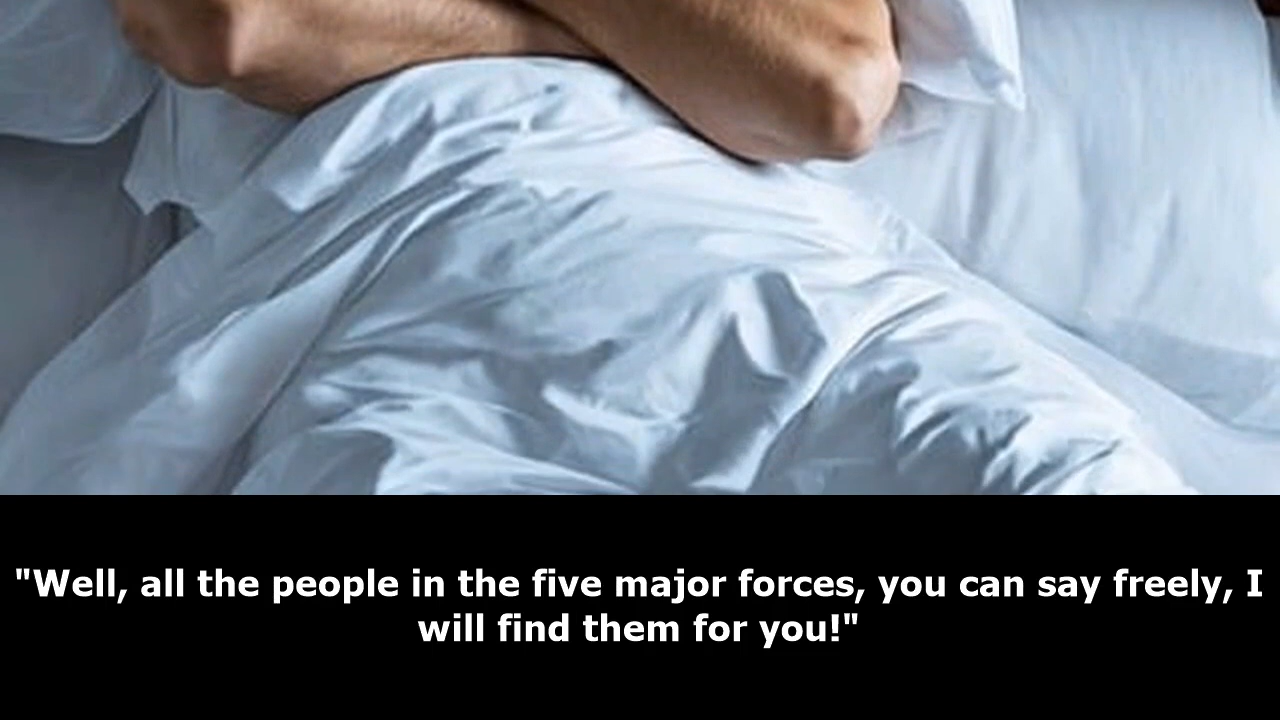 "Well, all the people in the five major forces, you can say freely, I
will find them for you!"